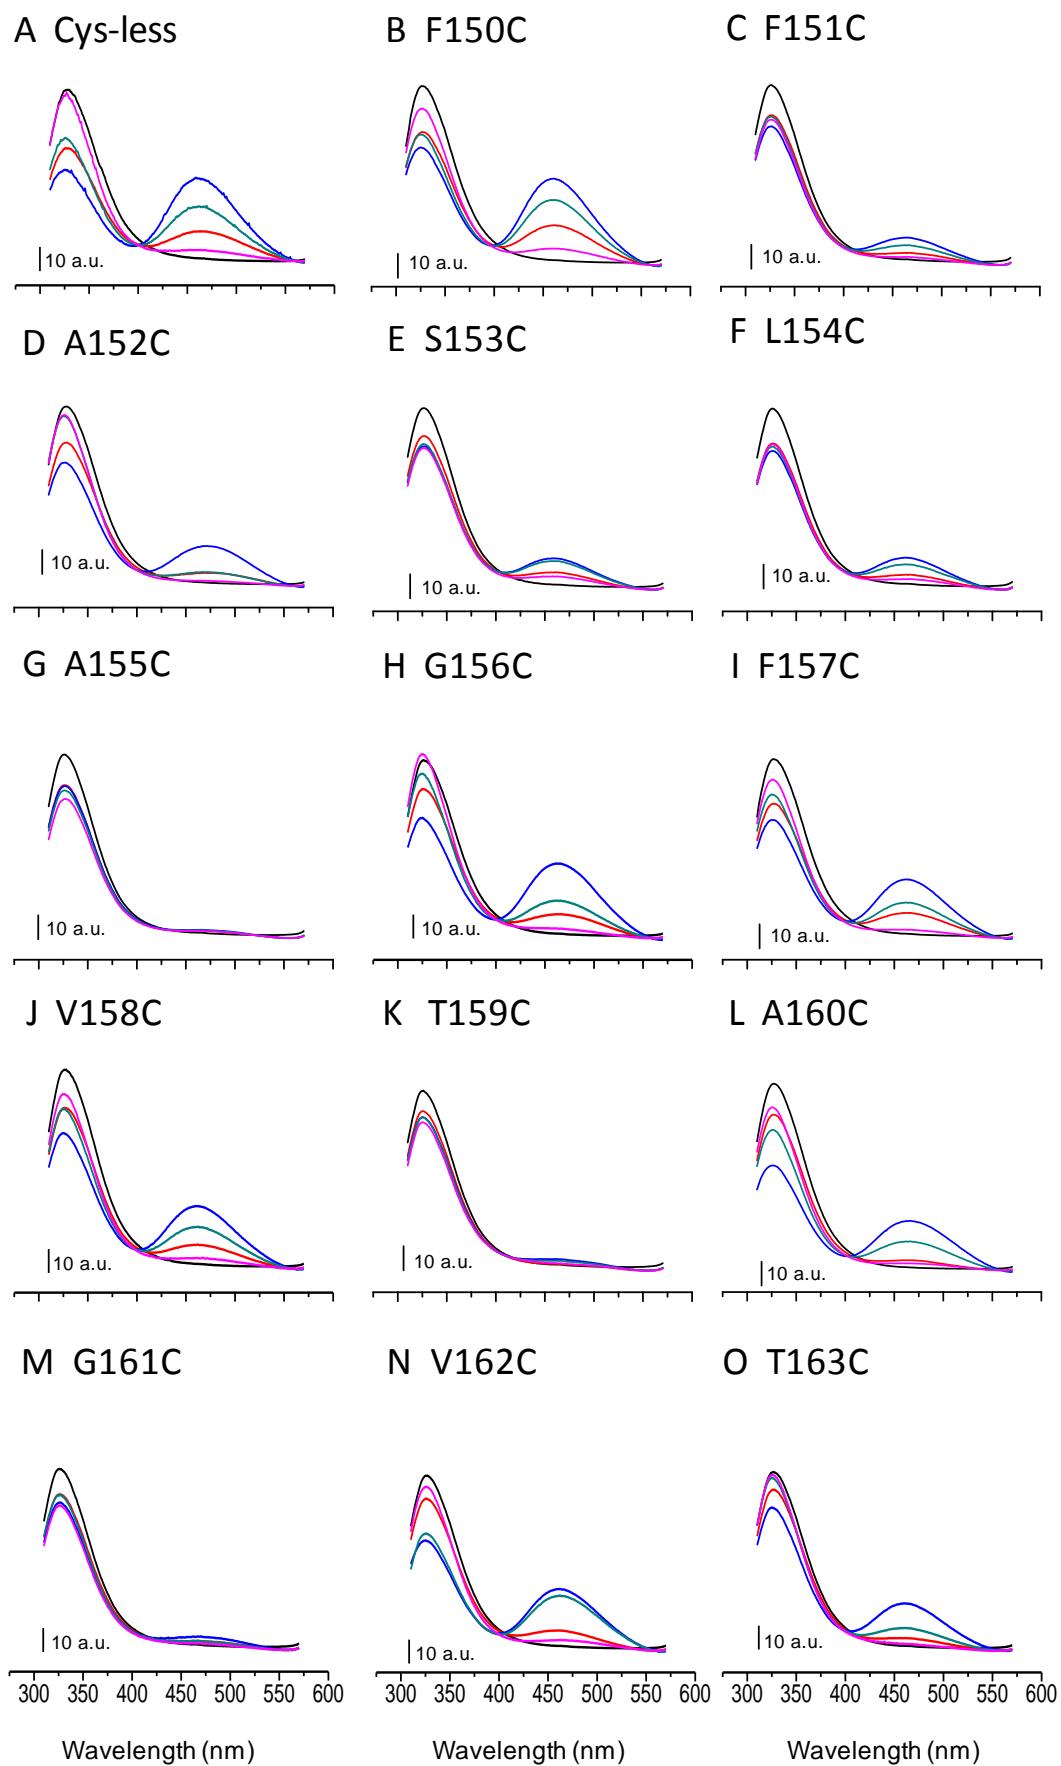 A Cys-less
B F150C
C F151C
10 a.u.
10 a.u.
10 a.u.
D A152C
E S153C
F L154C
10 a.u.
10 a.u.
10 a.u.
G A155C
H G156C
I F157C
10 a.u.
10 a.u.
10 a.u.
J V158C
K T159C
L A160C
10 a.u.
10 a.u.
10 a.u.
M G161C
N V162C
O T163C
10 a.u.
10 a.u.
10 a.u.
300 350 400 450 500 550 600
300 350 400 450 500 550 600
300 350 400 450 500 550 600
Wavelength (nm)
Wavelength (nm)
Wavelength (nm)